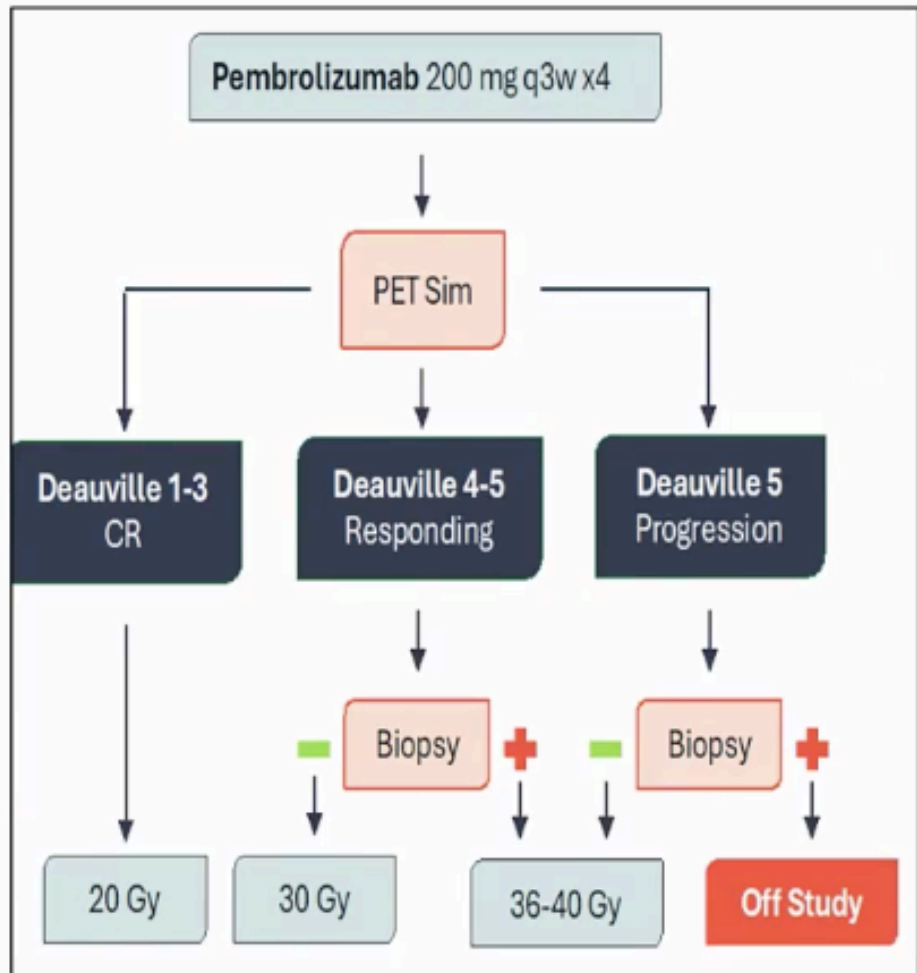 Pembrolizumab 200 mg q3w x4
PET Sim
Deauville 1-3
CR
Deauville 4-5
Responding
Deauville 5
Progression
Biopsy
Biopsy
20 Gy
30 Gy
36-40 Gy
Off Study